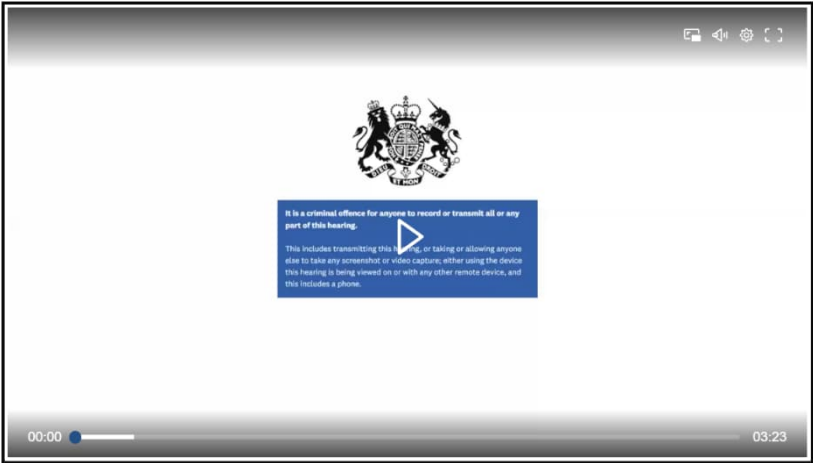 DIEU
ET MON
DROIT
It is a criminal offence for anyone to record or transmit all or any
part of this hearing.
This includes transmitting this hearing, or taking or allowing anyone
else to take any screenshot or video capture; either using the device
this hearing is being viewed on or with any other remote device, and
this includes a phone.
00:00
03:23